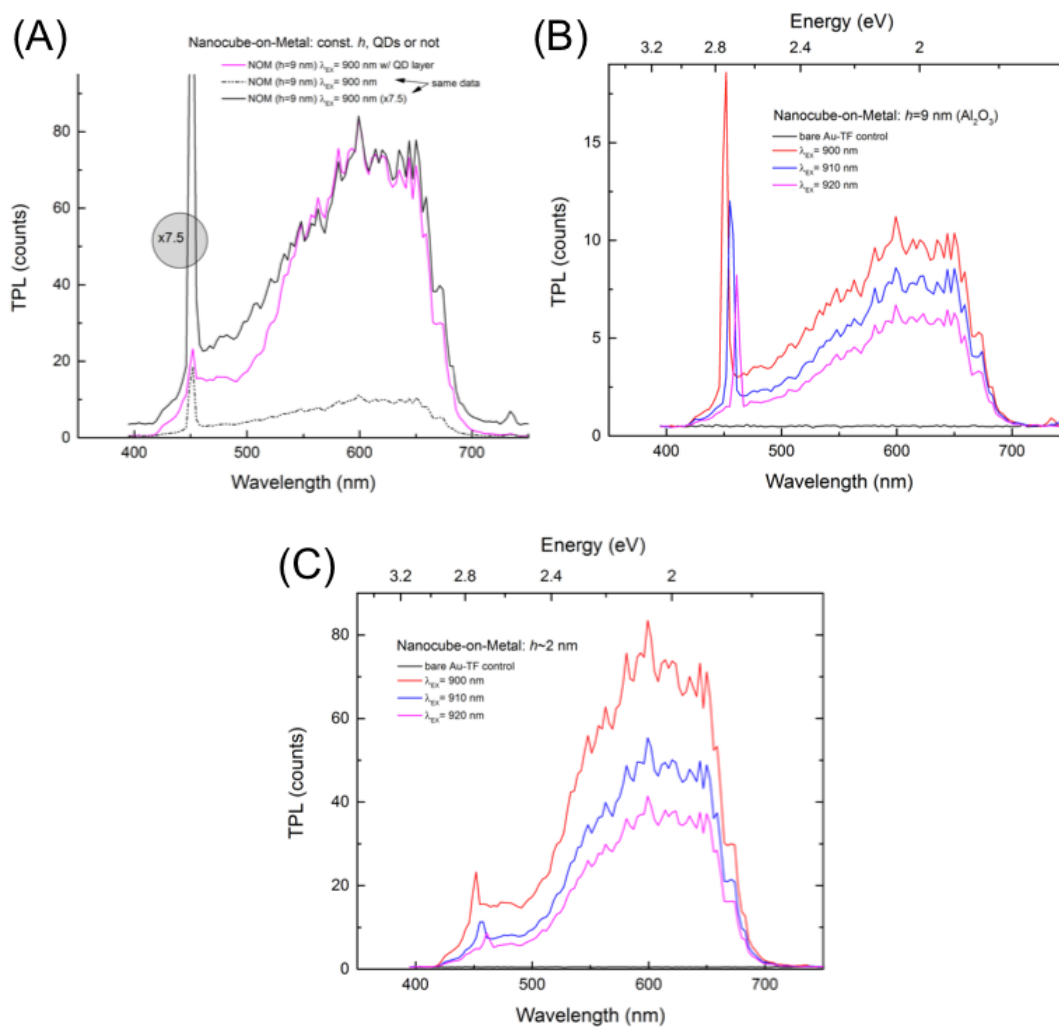 (A)
Nanocube-on-Metal: const. h, QDs or not
NOM (h=9 nm) λEX= 900 nm w/ QD layer
NOM (h=9 nm) λEX= 900 nm
NOM (h=9 nm) λEX= 900 nm (x7.5)
same data
x7.5
TPL (counts)
80
60
40
20
0
400 500 600 700
Wavelength (nm)
(B)
Energy (eV)
3.2 2.8 2.4 2
Nanocube-on-Metal: h=9 nm (Al2O3)
bare Au-TF control
λEX= 900 nm
λEX= 910 nm
λEX= 920 nm
TPL (counts)
15
10
5
0
400 500 600 700
Wavelength (nm)
(C)
Energy (eV)
3.2 2.8 2.4 2
Nanocube-on-Metal: h~2 nm
bare Au-TF control
λEX= 900 nm
λEX= 910 nm
λEX= 920 nm
TPL (counts)
80
60
40
20
0
400 500 600 700
Wavelength (nm)